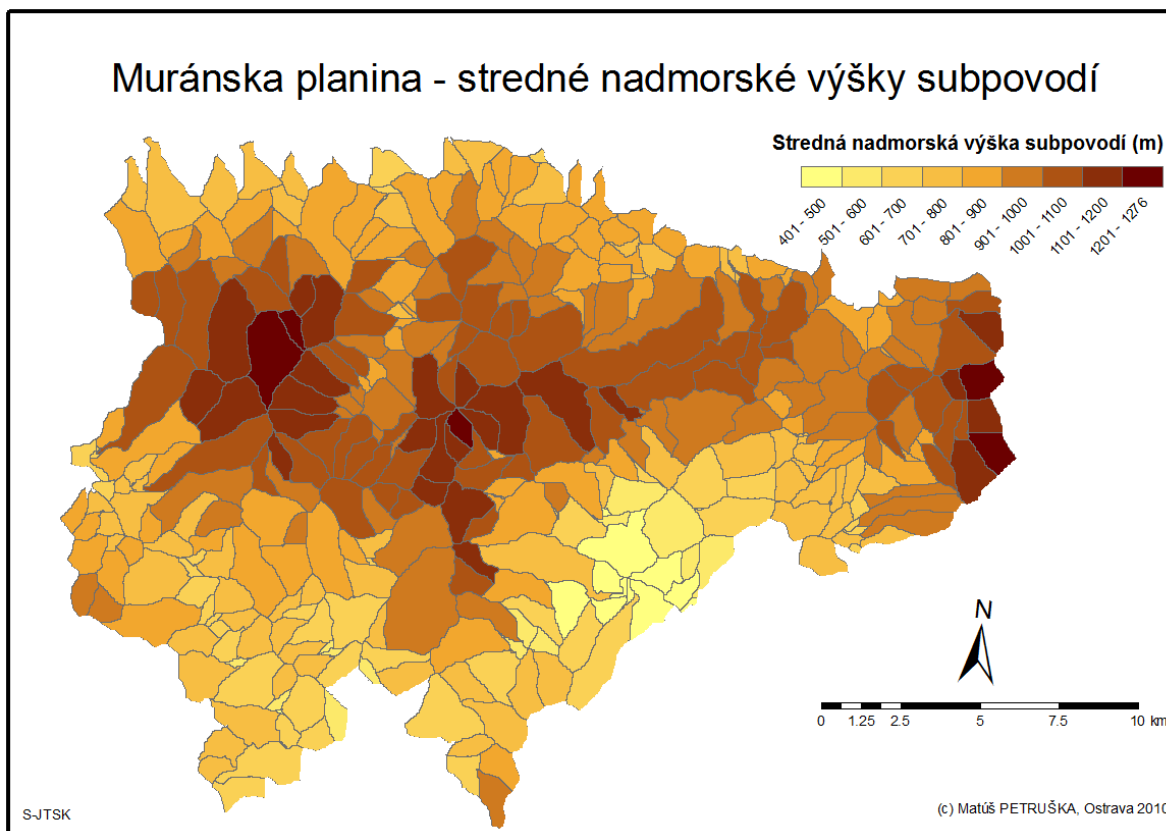 Muránska planina - stredné nadmorské výšky subpovodí
Stredná nadmorská výška subpovodí (m)
401 - 500
501 - 600
601 - 700
701 - 800
801 - 900
901 - 1000
1001 - 1100
1101 - 1200
1201 - 1276
N
0 1.25 2.5 5 7.5 10 km
S-JTSK
(c) Matúš PETRUŠKA, Ostrava 2010